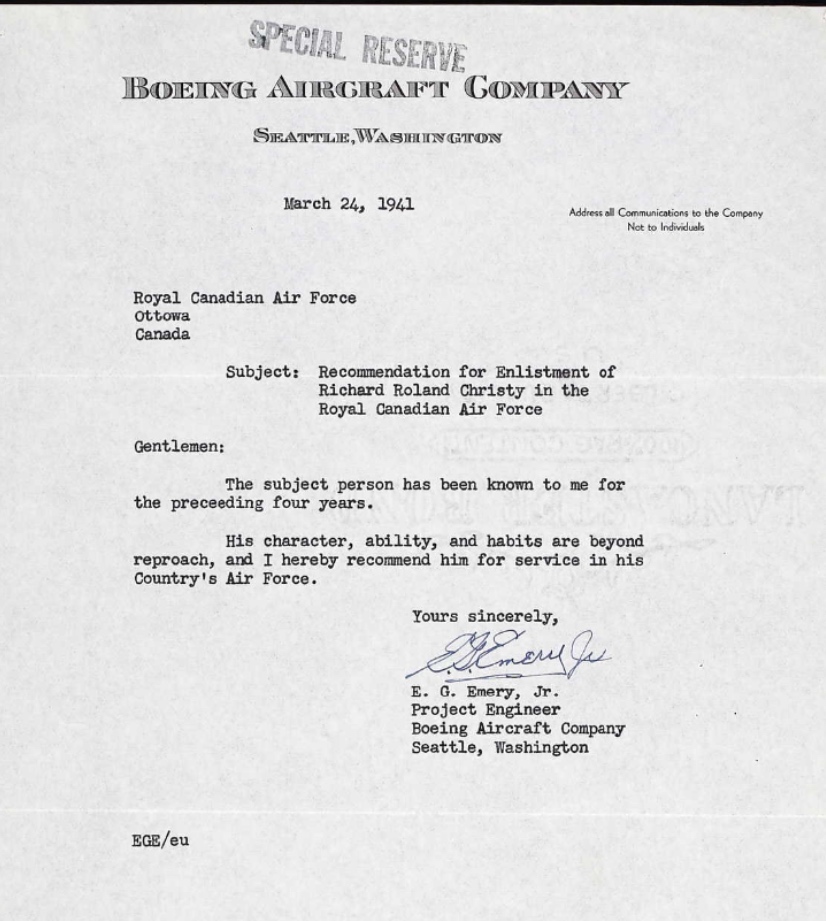 SPECIAL RESERVE
BOEING AIRCRAFT COMPANY
SEATTLE, WASHINGTON
March 24, 1941
Address all Communications to the Company
Not to Individuals
Royal Canadian Air Force
Ottowa
Canada
Subject: Recommendation for Enlistment of
Richard Roland Christy in the
Royal Canadian Air Force
Gentlemen:
The subject person has been known to me for
the preceeding four years.
His character, ability, and habits are beyond
reproach, and I hereby recommend him for service in his
Country's Air Force.
Yours sincerely,
E.G. Emery Jr
E. G. Emery, Jr.
Project Engineer
Boeing Aircraft Company
Seattle, Washington
EGE/eu